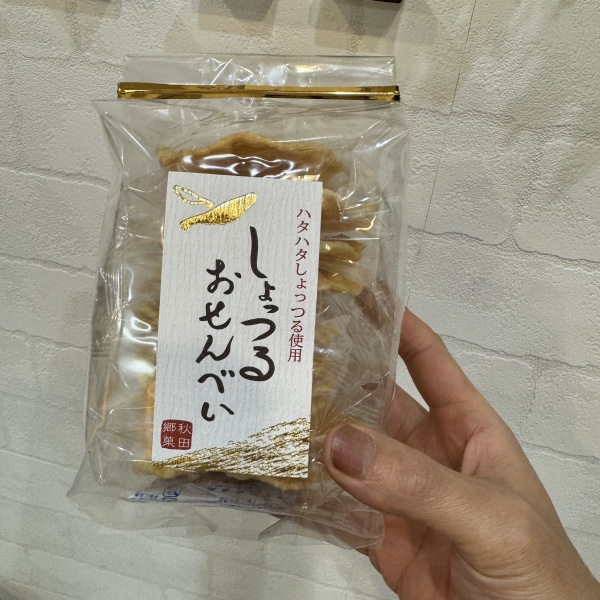 ハタハタしょっつる使用
しょっつる
おせんべい
秋田
郷菓